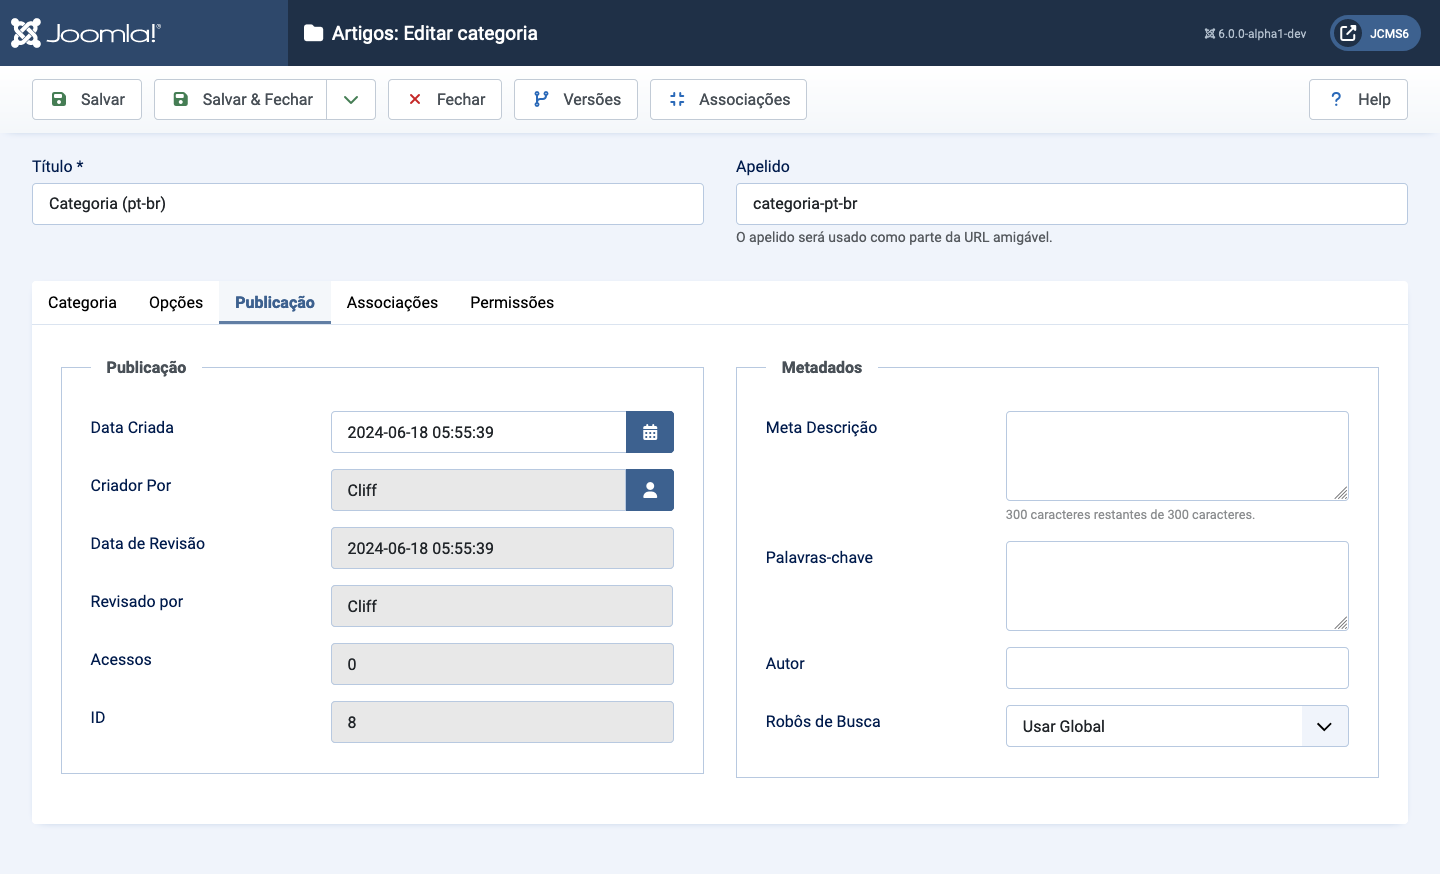 Joomla!®
Artigos: Editar categoria
6.0.0-alpha1-dev
JCMS6
Salvar
Salvar & Fechar
Fechar
Versões
Associações
? Help
Título *
Categoria (pt-br)
Apelido
categoria-pt-br
O apelido será usado como parte da URL amigável.
Categoria
Opções
Publicação
Associações
Permissões
Publicação
Data Criada
2024-06-18 05:55:39
Criador Por
Cliff
Data de Revisão
2024-06-18 05:55:39
Revisado por
Cliff
Acessos
0
ID
8
Metadados
Meta Descrição
300 caracteres restantes de 300 caracteres.
Palavras-chave
Autor
Robôs de Busca
Usar Global